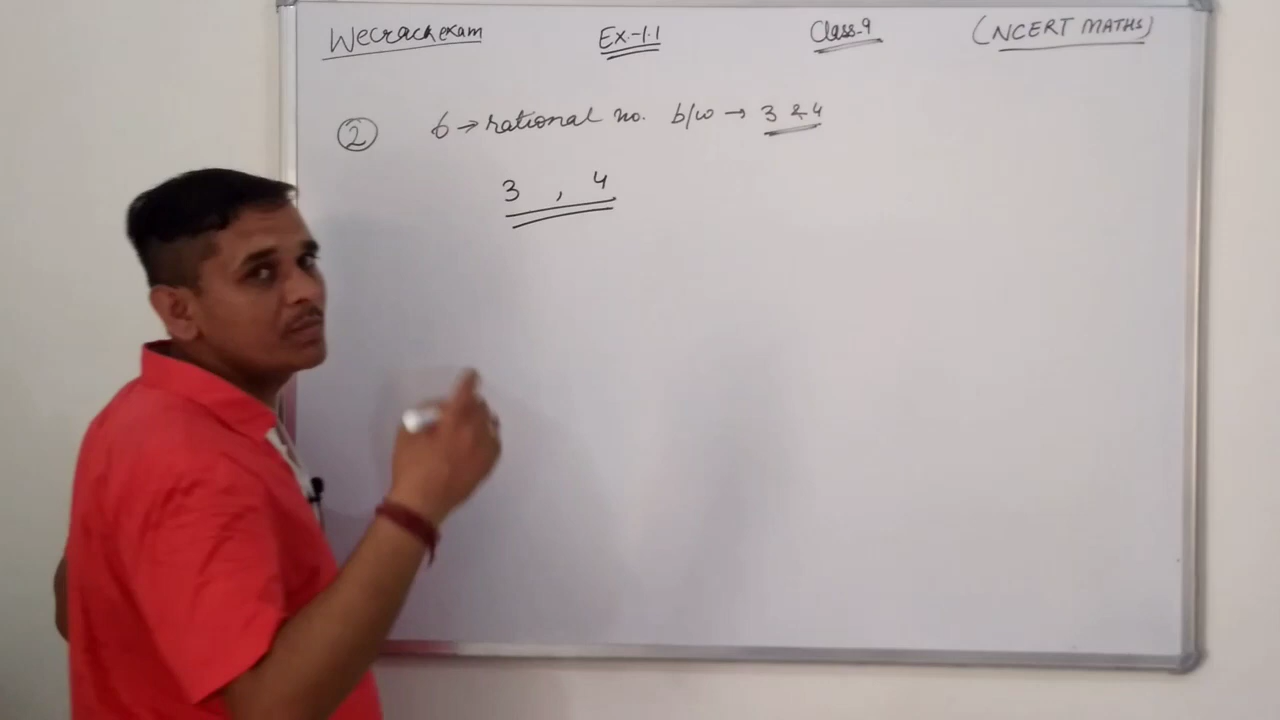 Wecrackexam Ex.-1.1 Class-9 (NCERT MATHS)
② 6 → rational no. b/w → 3 & 4
3 , 4